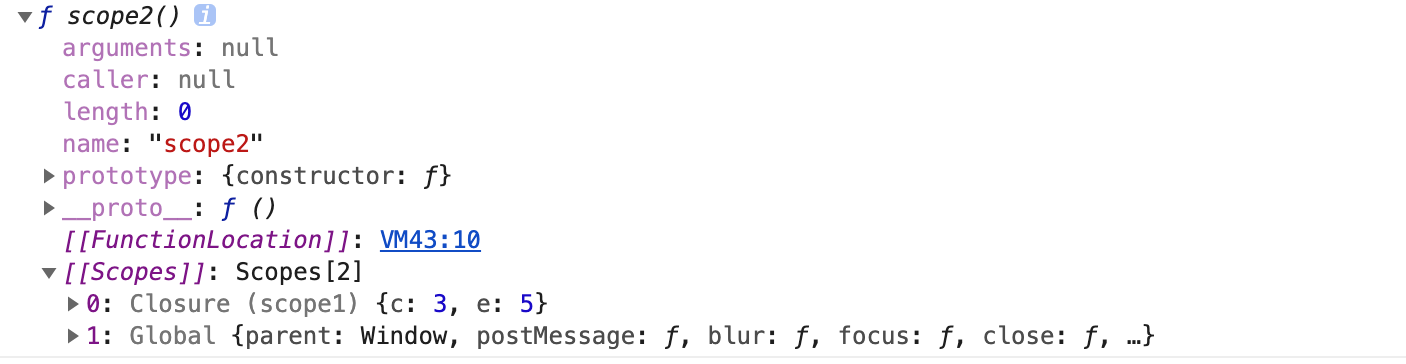 ▼ƒ scope2() i
arguments: null
caller: null
length: 0
name: "scope2"
▶prototype: {constructor: ƒ}
▶__proto__: ƒ ()
[[FunctionLocation]]: VM43:10
▼[[Scopes]]: Scopes[2]
▶0: Closure (scope1) {c: 3, e: 5}
▶1: Global {parent: Window, postMessage: ƒ, blur: ƒ, focus: ƒ, close: ƒ, …}